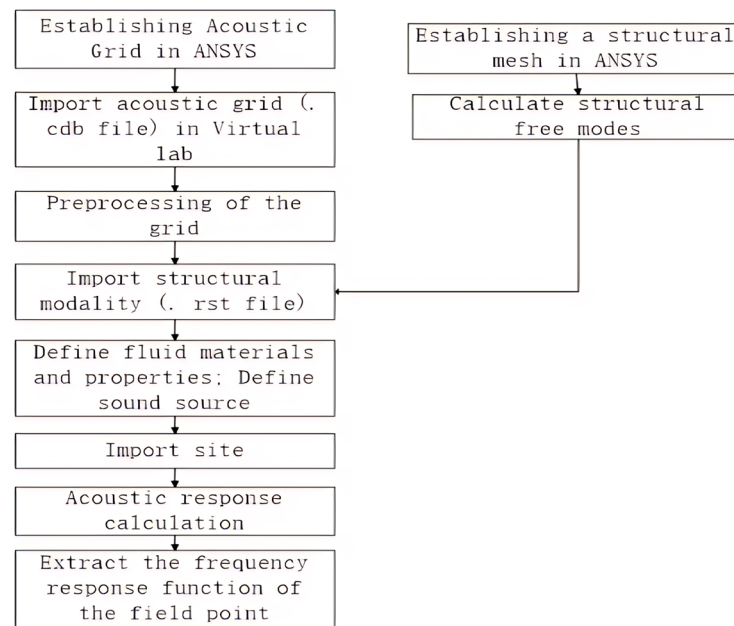 Establishing Acoustic
Grid in ANSYS
Import acoustic grid (.
cdb file) in Virtual
lab
Preprocessing of the
grid
Import structural
modality (. rst file)
Define fluid materials
and properties; Define
sound source
Import site
Acoustic response
calculation
Extract the frequency
response function of
the field point
Establishing a structural
mesh in ANSYS
Calculate structural
free modes